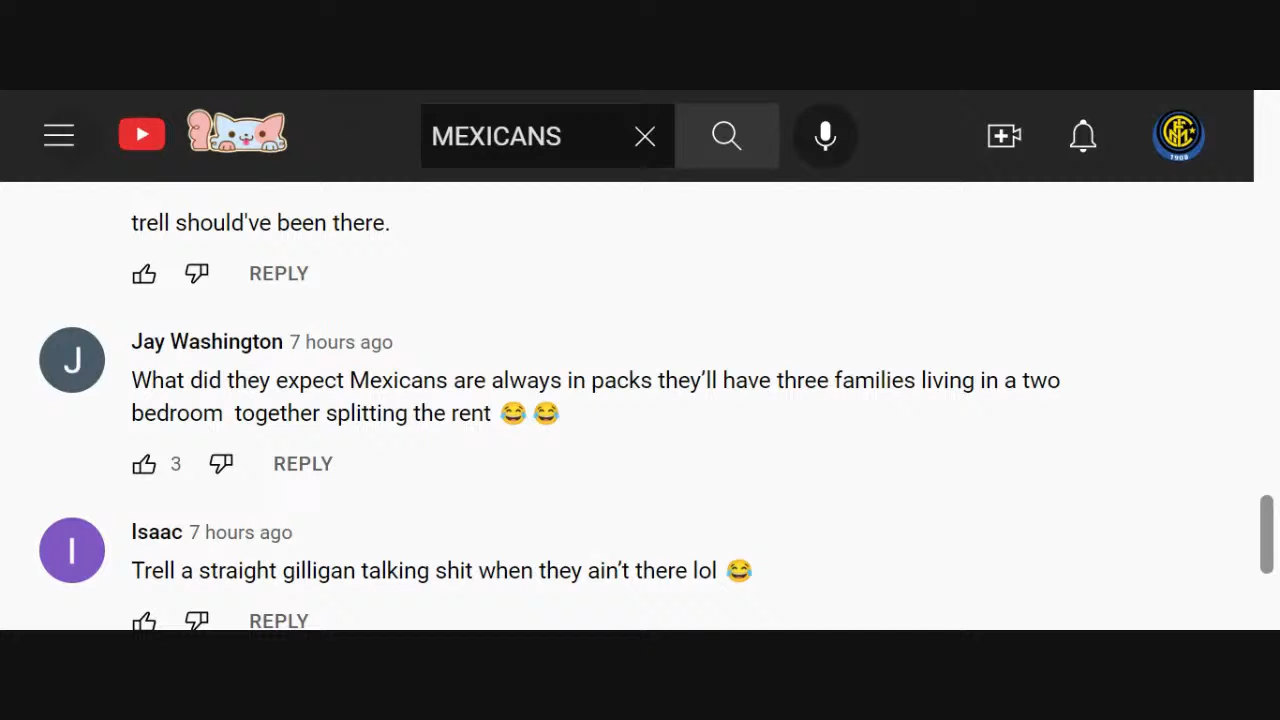 MEXICANS
trell should've been there.
REPLY
Jay Washington 7 hours ago
What did they expect Mexicans are always in packs they’ll have three families living in a two
bedroom  together splitting the rent 😂 😂
3 REPLY
Isaac 7 hours ago
Trell a straight gilligan talking shit when they ain’t there lol 😂
REPLY